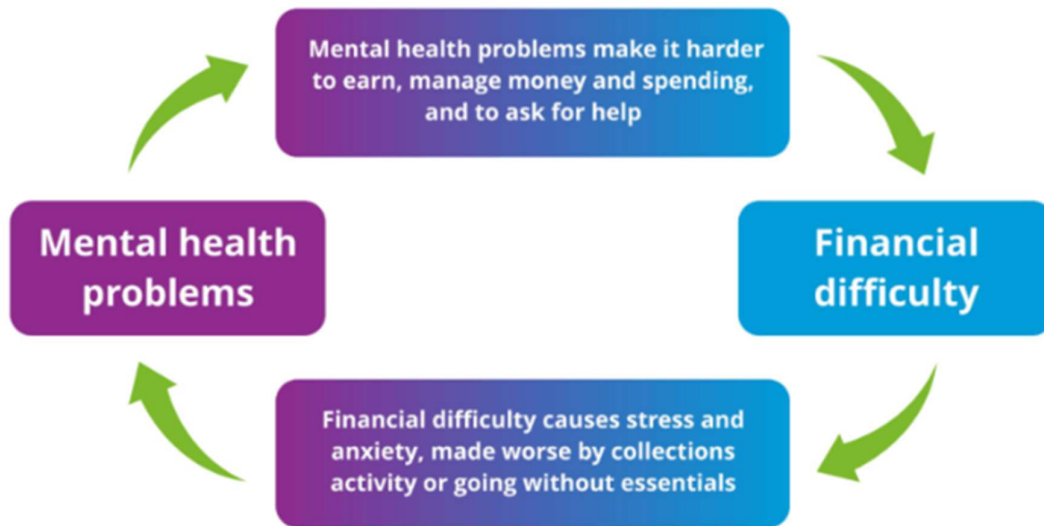 Mental health problems make it harder
to earn, manage money and spending,
and to ask for help
Mental health
problems
Financial
difficulty
Financial difficulty causes stress and
anxiety, made worse by collections
activity or going without essentials